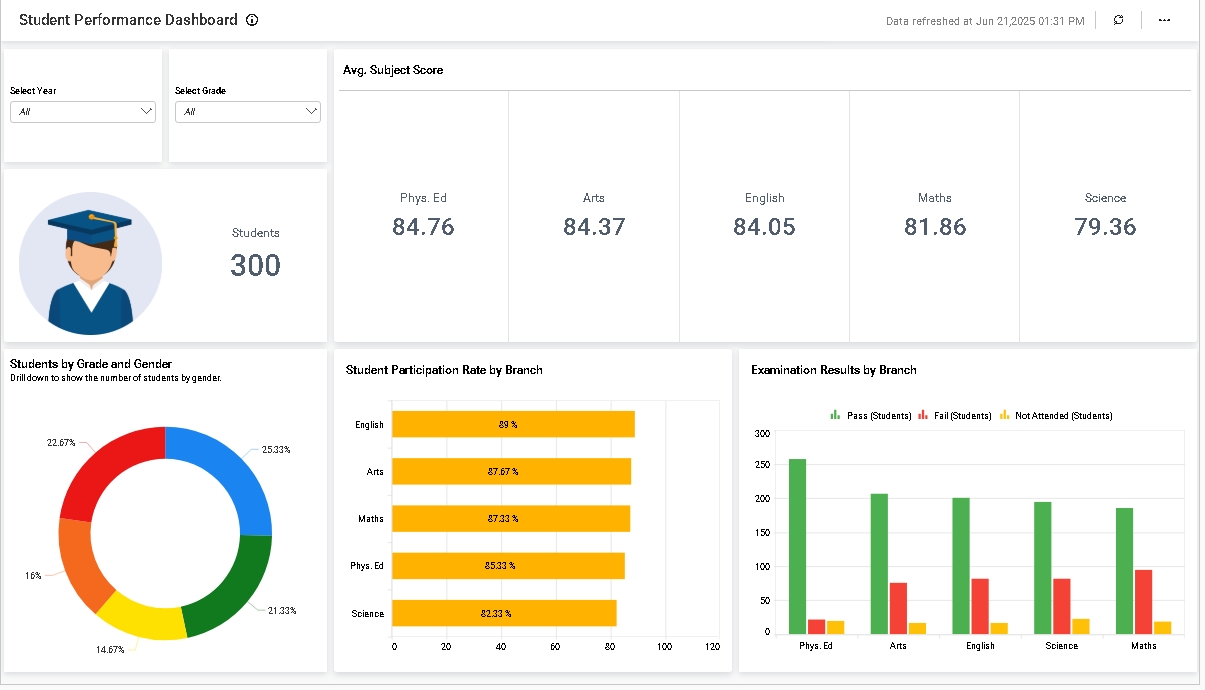 Student Performance Dashboard
Data refreshed at Jun 21,2025 01:31 PM
Select Year
All
Select Grade
All
Students
300
Avg. Subject Score
Phys. Ed
84.76
Arts
84.37
English
84.05
Maths
81.86
Science
79.36
Students by Grade and Gender
Drill down to show the number of students by gender.
22.67%
25.33%
16%
21.33%
14.67%
Student Participation Rate by Branch
English
89 %
Arts
87.67 %
Maths
87.33 %
Phys. Ed
85.33 %
Science
82.33 %
0 20 40 60 80 100 120
Examination Results by Branch
Pass (Students) Fail (Students) Not Attended (Students)
300
250
200
150
100
50
0
Phys. Ed Arts English Science Maths